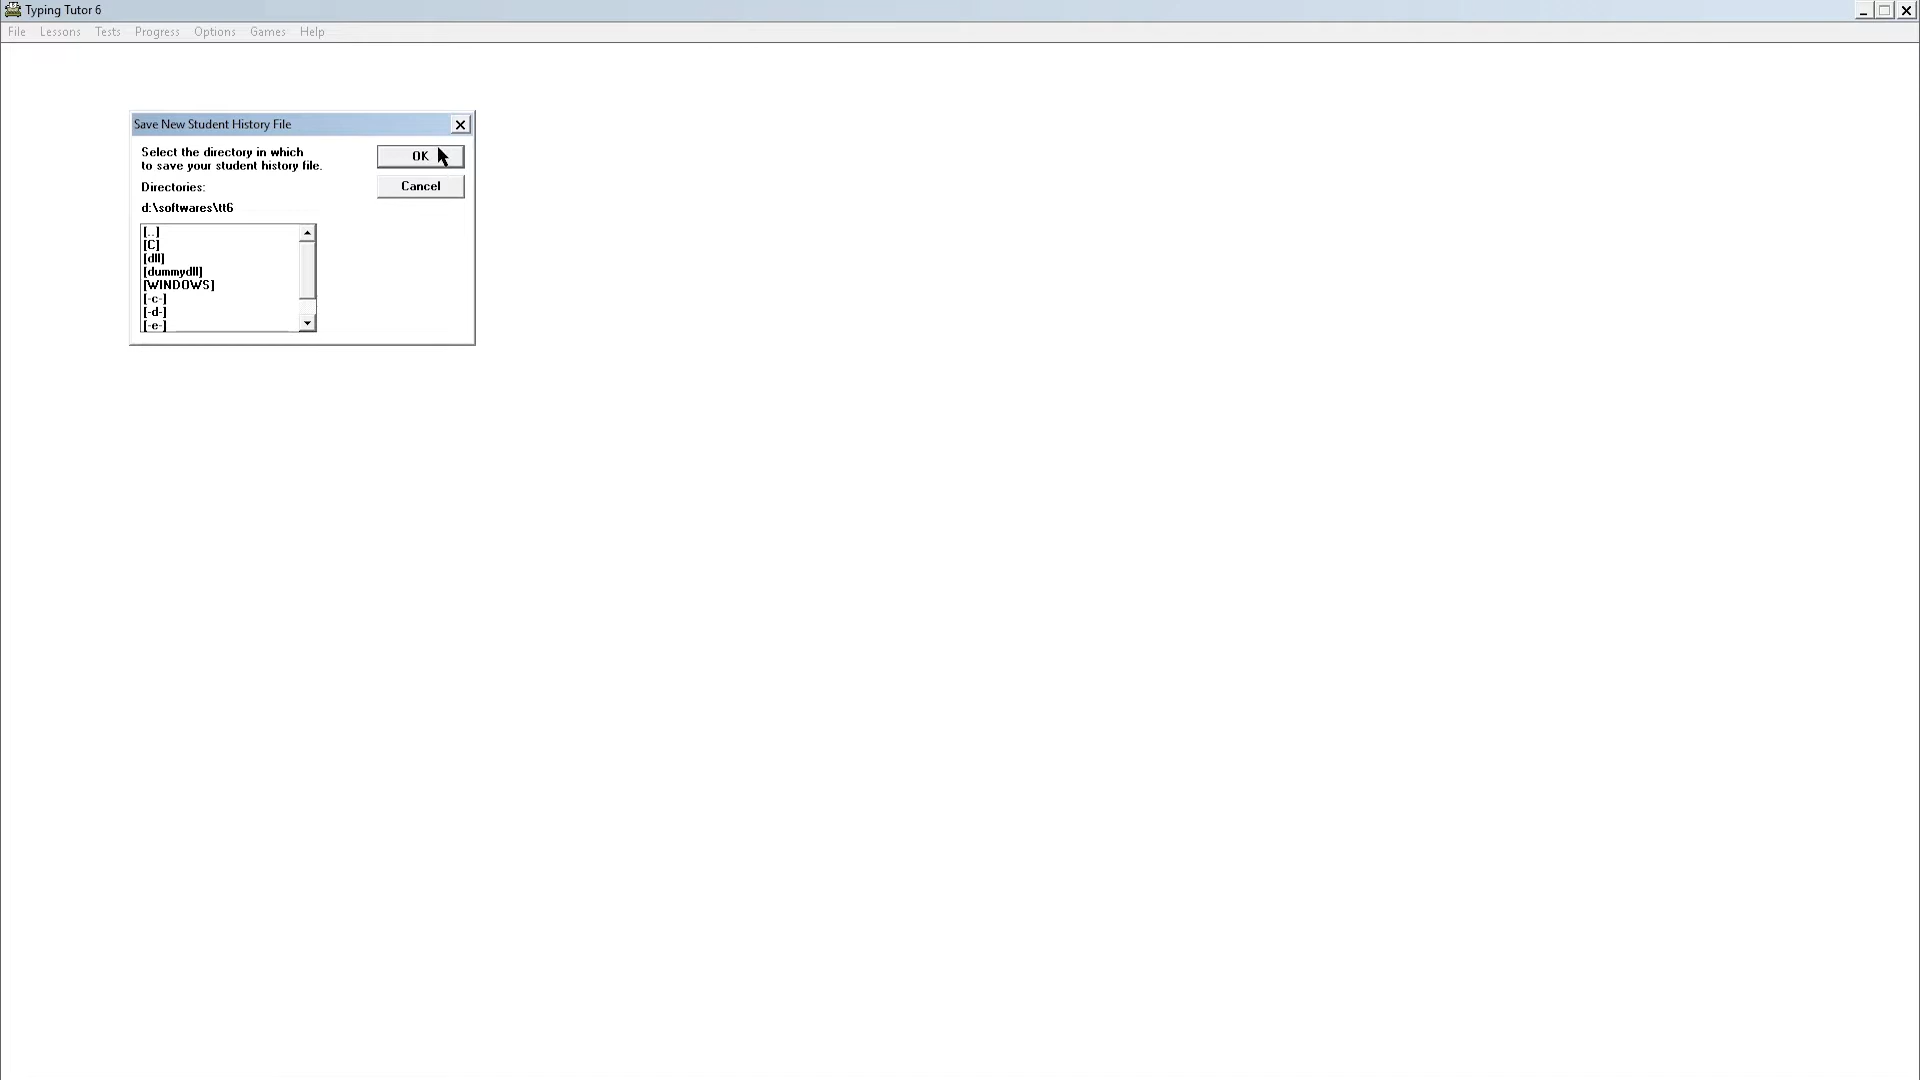 Typing Tutor 6
File Lessons Tests Progress Options Games Help
Save New Student History File
Select the directory in which
to save your student history file.
OK
Cancel
Directories:
d:\softwares\tt6
[..]
[C]
[dll]
[dummydll]
[WINDOWS]
[-c-]
[-d-]
[-e-]